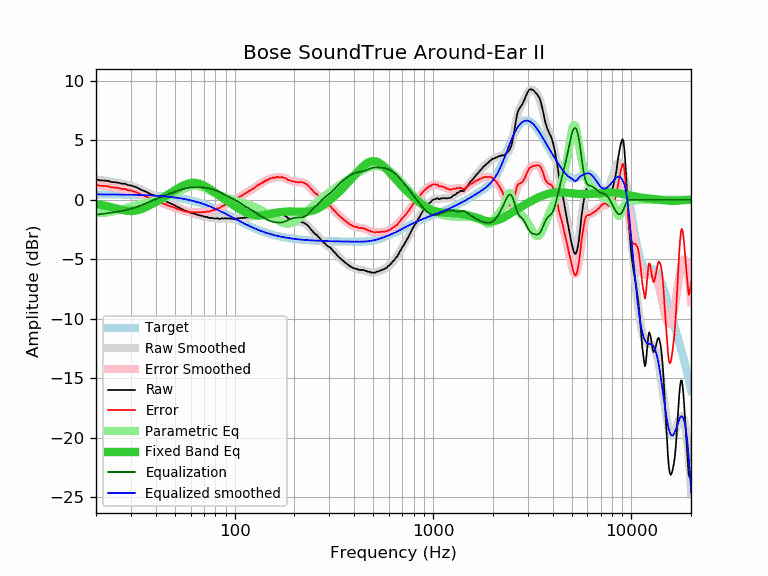 Bose SoundTrue Around-Ear II
10
5
0
−5
−10
−15
−20
−25
Amplitude (dBr)
Target
Raw Smoothed
Error Smoothed
Raw
Error
Parametric Eq
Fixed Band Eq
Equalization
Equalized smoothed
100 1000 10000
Frequency (Hz)